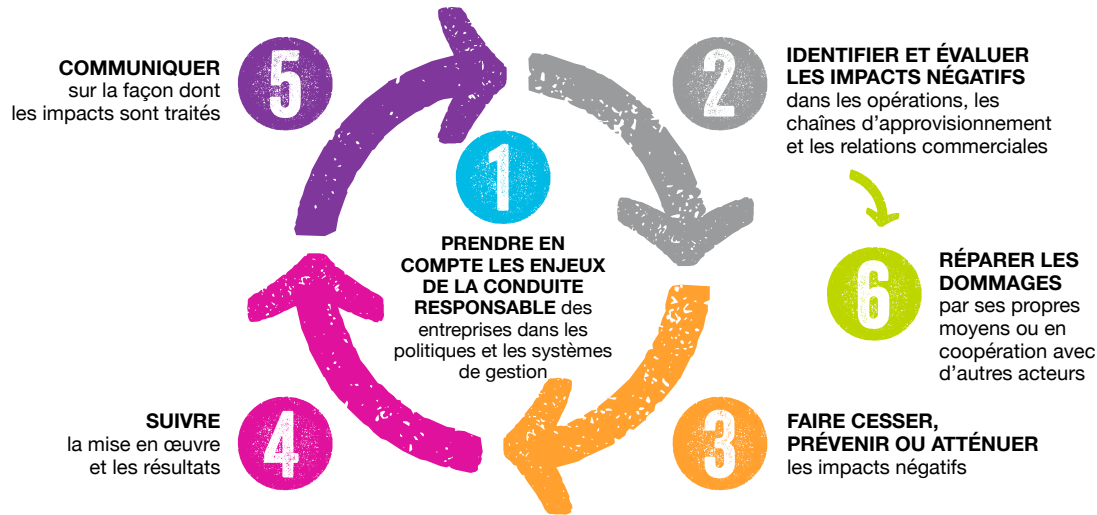 1
PRENDRE EN
COMPTE LES ENJEUX
DE LA CONDUITE
RESPONSABLE des
entreprises dans les
politiques et les systèmes
de gestion
2
IDENTIFIER ET ÉVALUER
LES IMPACTS NÉGATIFS
dans les opérations, les
chaînes d’approvisionnement
et les relations commerciales
3
FAIRE CESSER,
PRÉVENIR OU ATTÉNUER
les impacts négatifs
4
SUIVRE
la mise en œuvre
et les résultats
5
COMMUNIQUER
sur la façon dont
les impacts sont traités
6
RÉPARER LES
DOMMAGES
par ses propres
moyens ou en
coopération avec
d’autres acteurs